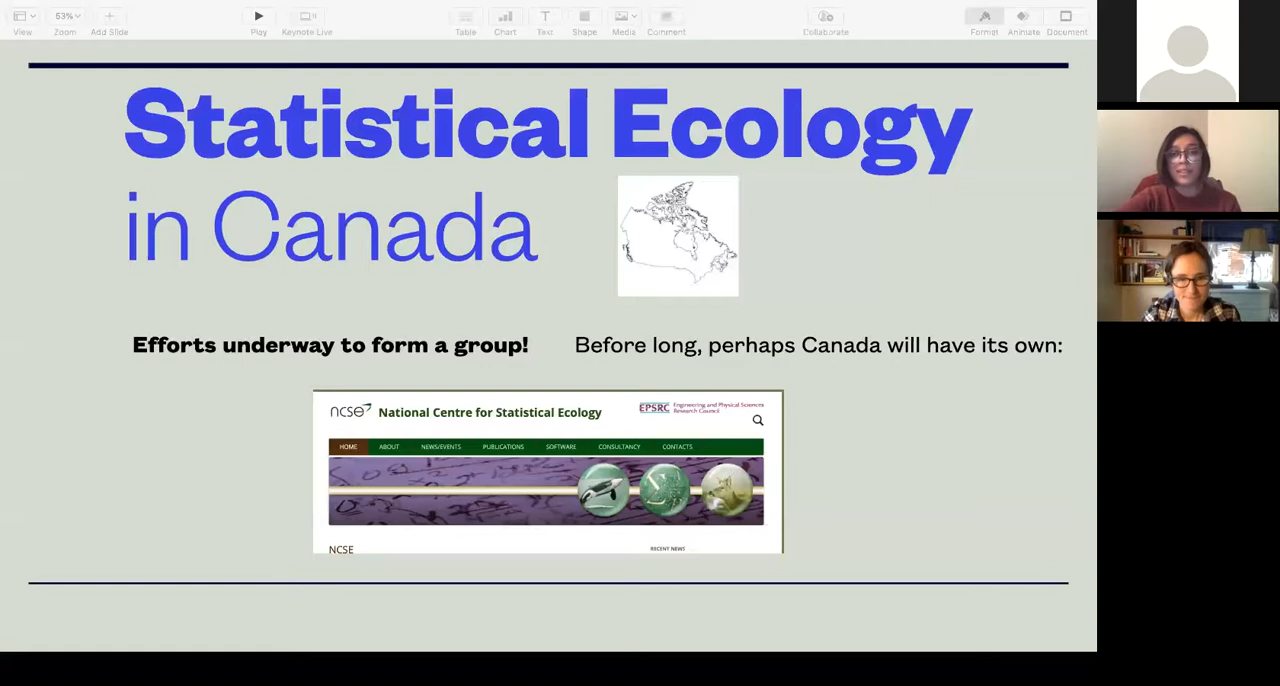 53%
View
Zoom
Add Slide
Play
Keynote Live
Table
Chart
Text
Shape
Media
Comment
Collaborate
Format
Animate
Document
Statistical Ecology
in Canada
Efforts underway to form a group!
Before long, perhaps Canada will have its own:
ncse National Centre for Statistical Ecology
EPSRC Engineering and Physical Sciences
Research Council
HOME ABOUT NEWS/EVENTS PUBLICATIONS SOFTWARE CONSULTANCY CONTACTS
NCSE
RECENT NEWS